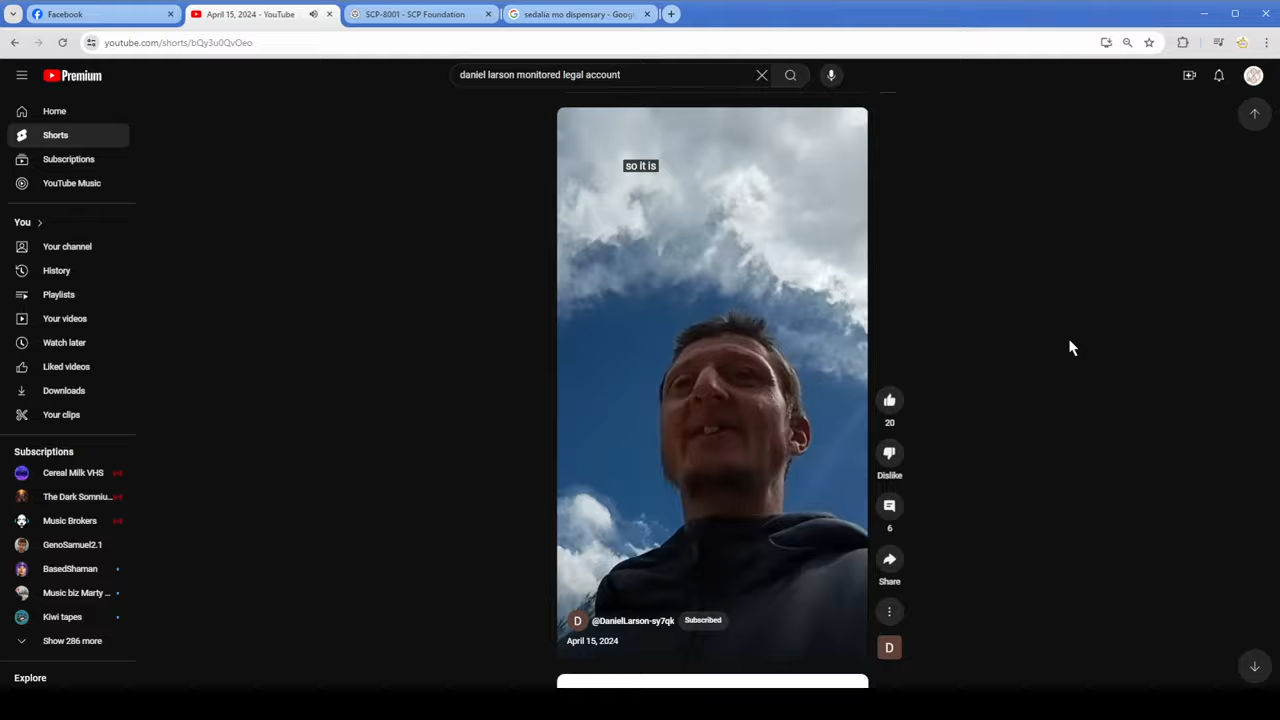 Facebook
April 15, 2024 - YouTube
SCP-8001 - SCP Foundation
sedalia mo dispensary - Googl
youtube.com/shorts/bQy3u0QvOeo
Premium
daniel larson monitored legal account
Home
Shorts
Subscriptions
YouTube Music
You
Your channel
History
Playlists
Your videos
Watch later
Liked videos
Downloads
Your clips
Subscriptions
Cereal Milk VHS
The Dark Somniu...
Music Brokers
GenoSamuel2.1
BasedShaman
Music biz Marty ...
Kiwi tapes
Show 286 more
Explore
so it is
20
Dislike
6
Share
D @DanielLarson-sy7qk Subscribed
April 15, 2024
D